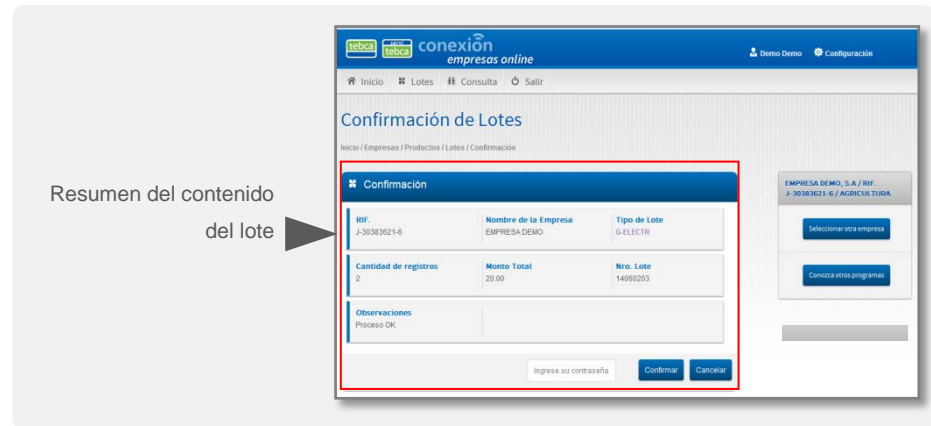 Resumen del contenido
del lote
tebca
tebca
conexión
empresas online
Demo Demo
Configuración
Inicio
Lotes
Consulta
Salir
Confirmación de Lotes
Inicio / Empresas / Productos / Lotes / Confirmación
Confirmación
RIF. Nombre de la Empresa Tipo de Lote
J-30383621-6 EMPRESA DEMO G-ELECTR
Cantidad de registros Monto Total Nro. Lote
2 20.00 14060203
Observaciones
Proceso OK
Ingrese su contraseña
Confirmar
Cancelar
EMPRESA DEMO, S.A / RIF.
J-30383621-6 / AGRICULTURA
Seleccionar otra empresa
Conozca otros programas